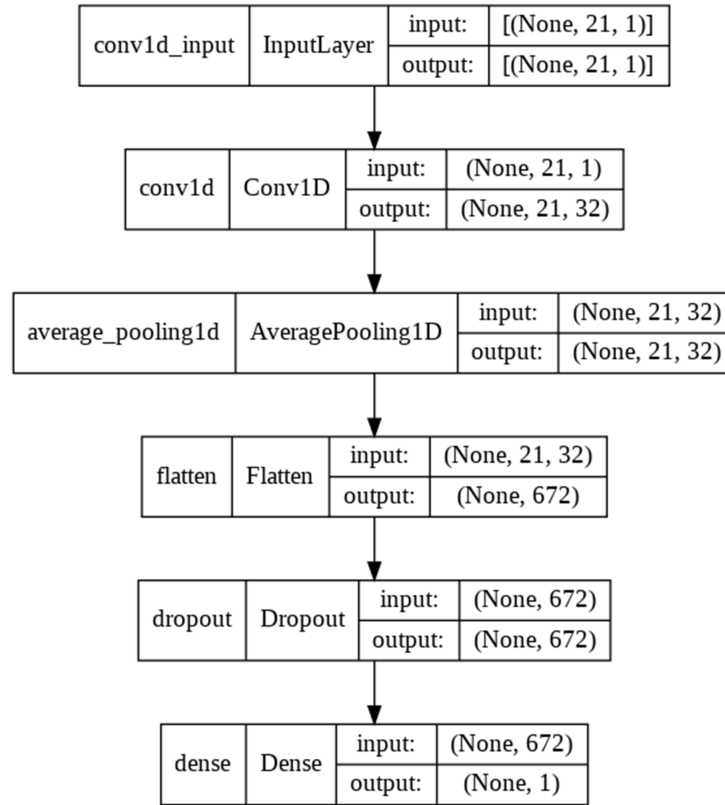 conv1d_input InputLayer input: [(None, 21, 1)]
output: [(None, 21, 1)]
conv1d Conv1D input: (None, 21, 1)
output: (None, 21, 32)
average_pooling1d AveragePooling1D input: (None, 21, 32)
output: (None, 21, 32)
flatten Flatten input: (None, 21, 32)
output: (None, 672)
dropout Dropout input: (None, 672)
output: (None, 672)
dense Dense input: (None, 672)
output: (None, 1)